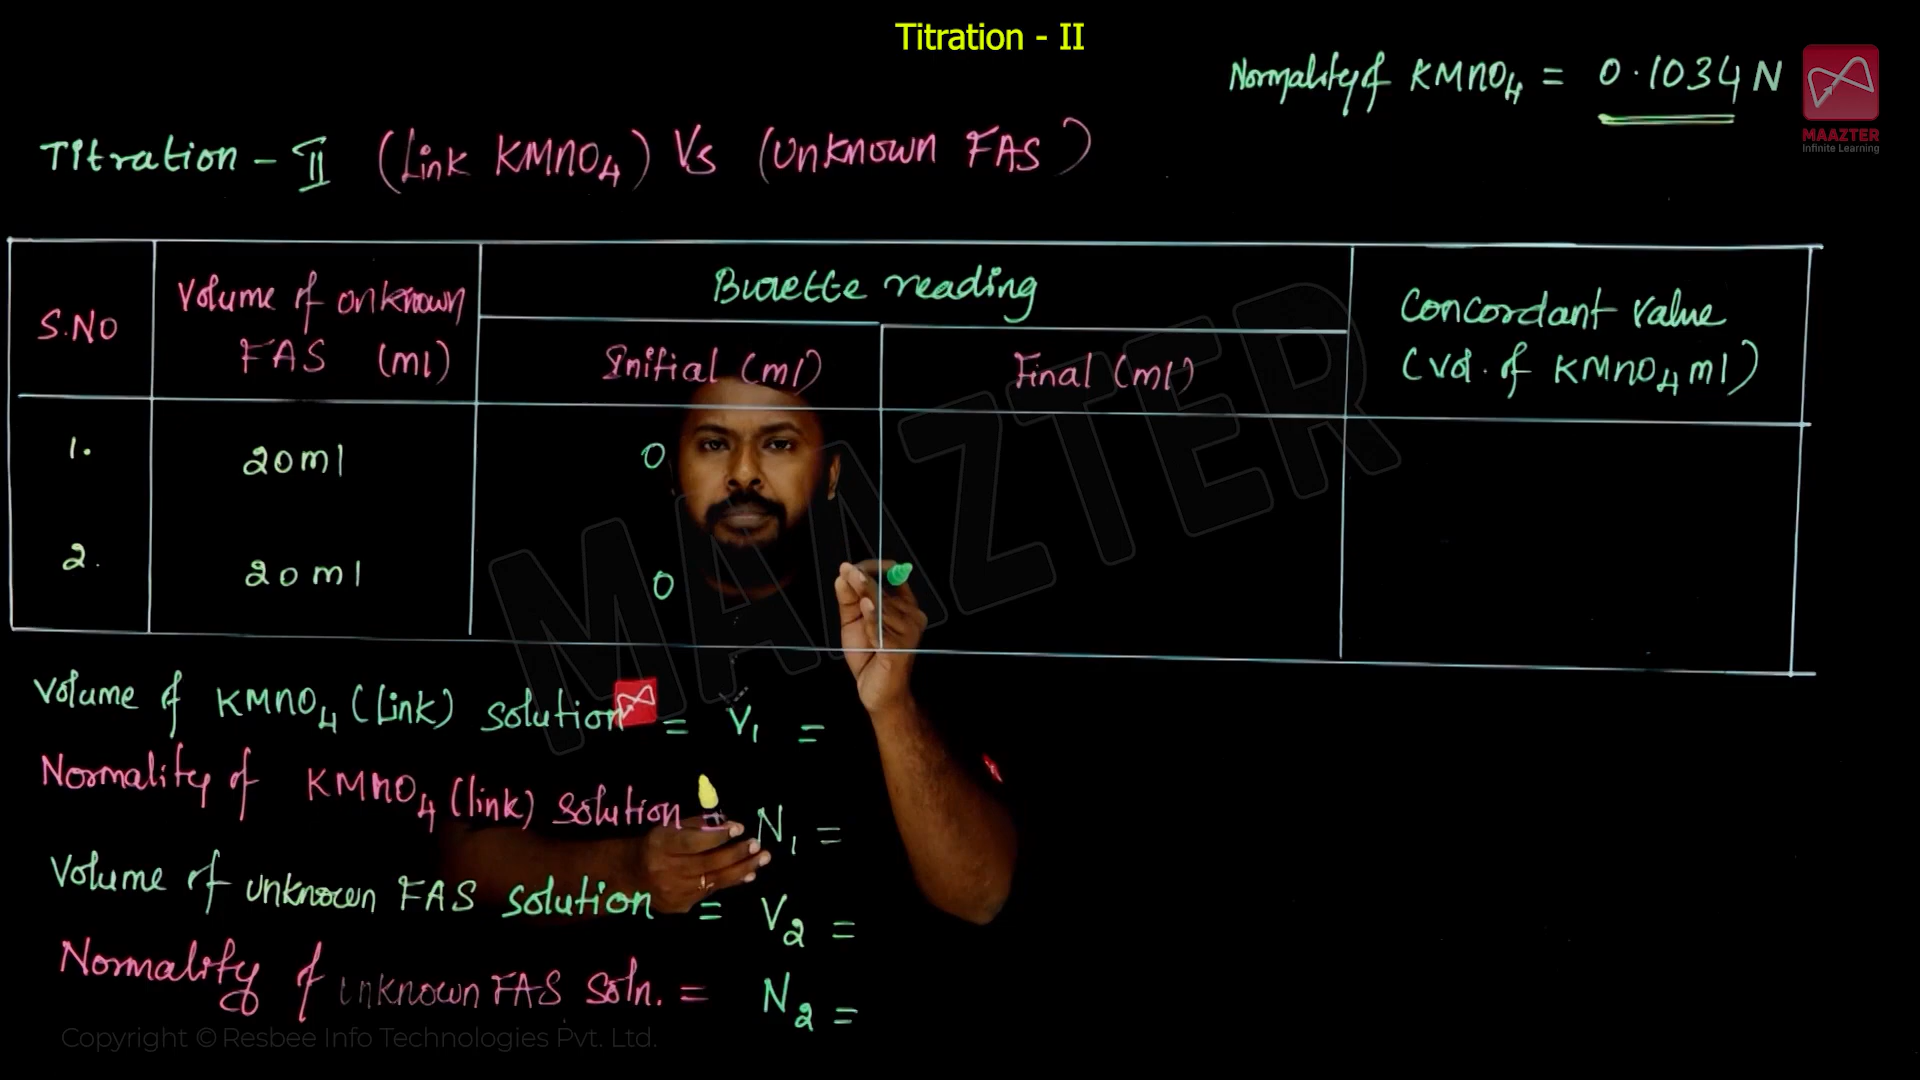 Titration - II
Normality of KMnO4 = 0.1034 N
MAAZTER
Infinite Learning
Titration - II (Link KMnO4) Vs (Unknown FAS)
S.NO
Volume of unknown
FAS (ml)
Burette reading
Initial (ml)
Final (ml)
Concordant Value
(Vol. of KMnO4 ml)
1.
20ml
0
2.
20ml
0
MAAZTER
Volume of KMnO4 (Link) solution = V1 =
Normality of KMnO4 (link) solution = N1 =
Volume of unknown FAS solution = V2 =
Normality of unknown FAS Soln. = N2 =
Copyright © Resbee Info Technologies Pvt. Ltd.